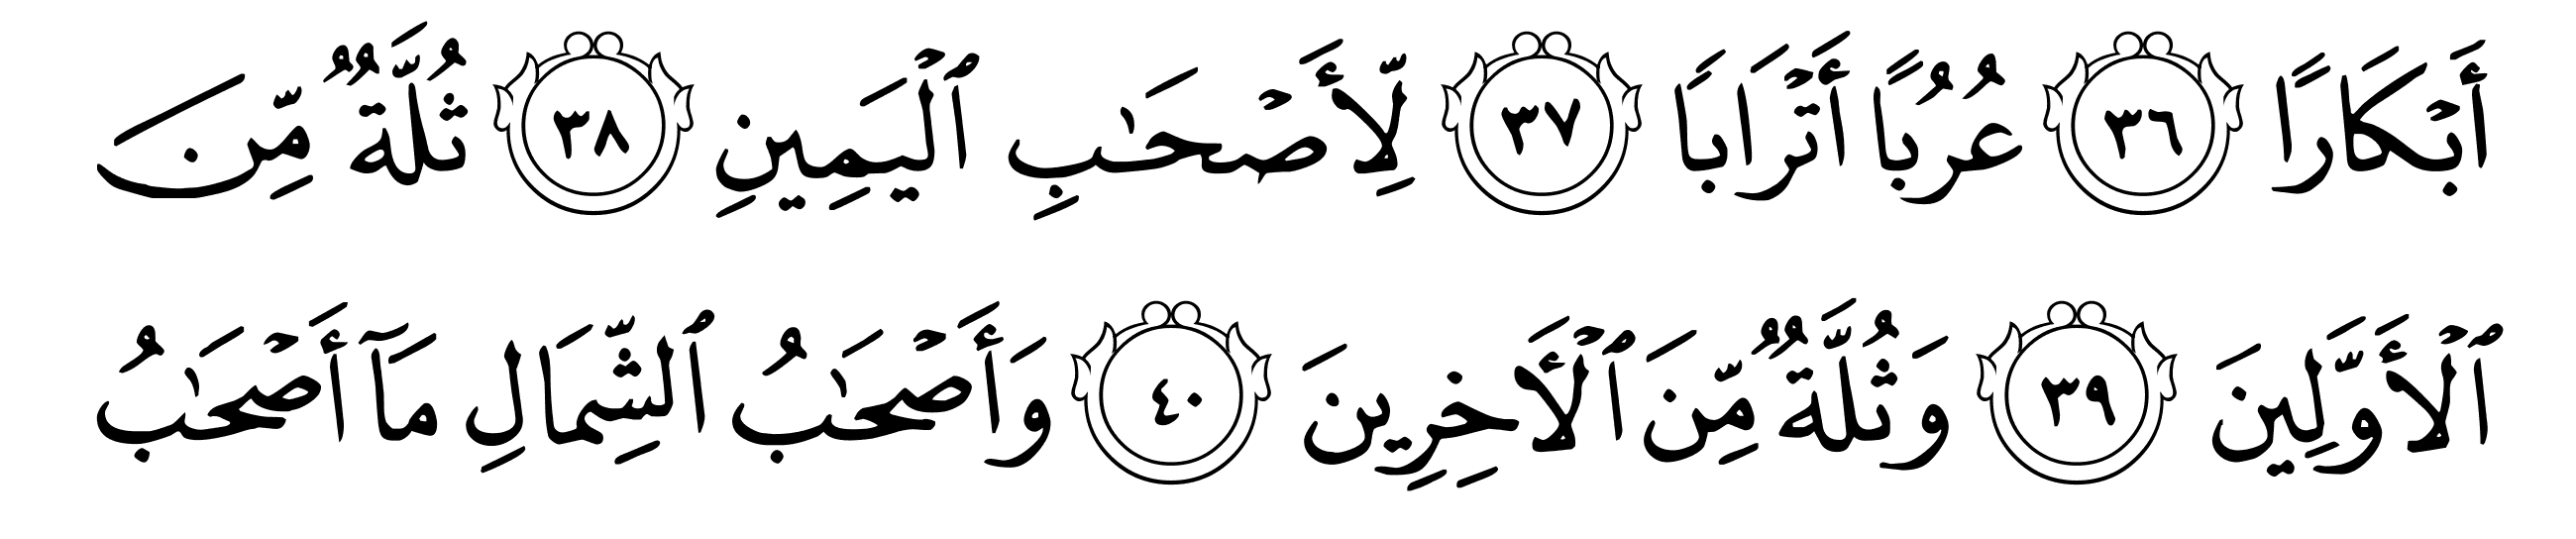 أَبْكَارًا ٣٦ عُرُبًا أَتْرَابًا ٣٧ لِّأَصْحَٰبِ ٱلْيَمِينِ ٣٨ ثُلَّةٌ مِّنَ
ٱلْأَوَّلِينَ ٣٩ وَثُلَّةٌ مِّنَ ٱلْأَخِرِينَ ٤٠ وَأَصْحَٰبُ ٱلشِّمَالِ مَآ أَصْحَٰبُ